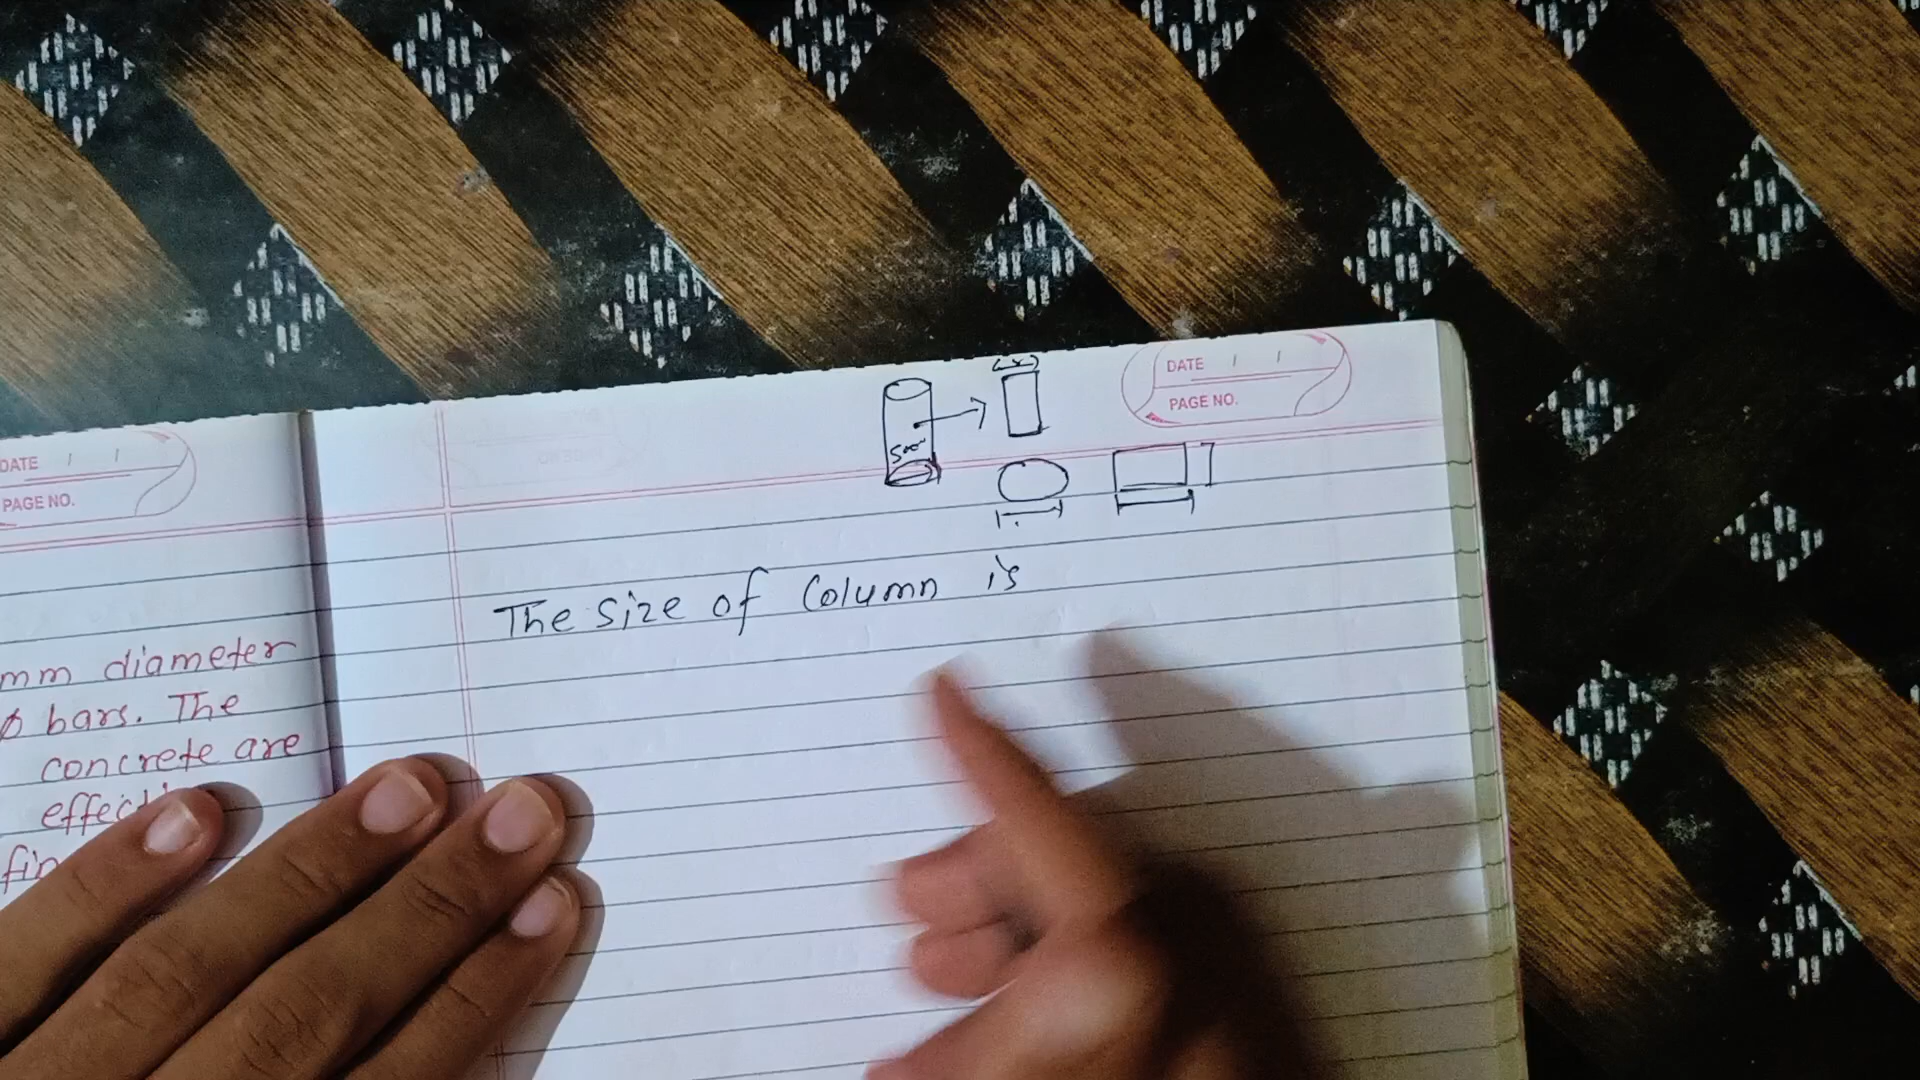 DATE / /
PAGE NO.
mm diameter
ϕ bars. The
concrete are
DATE / /
PAGE NO.
The size of Column is